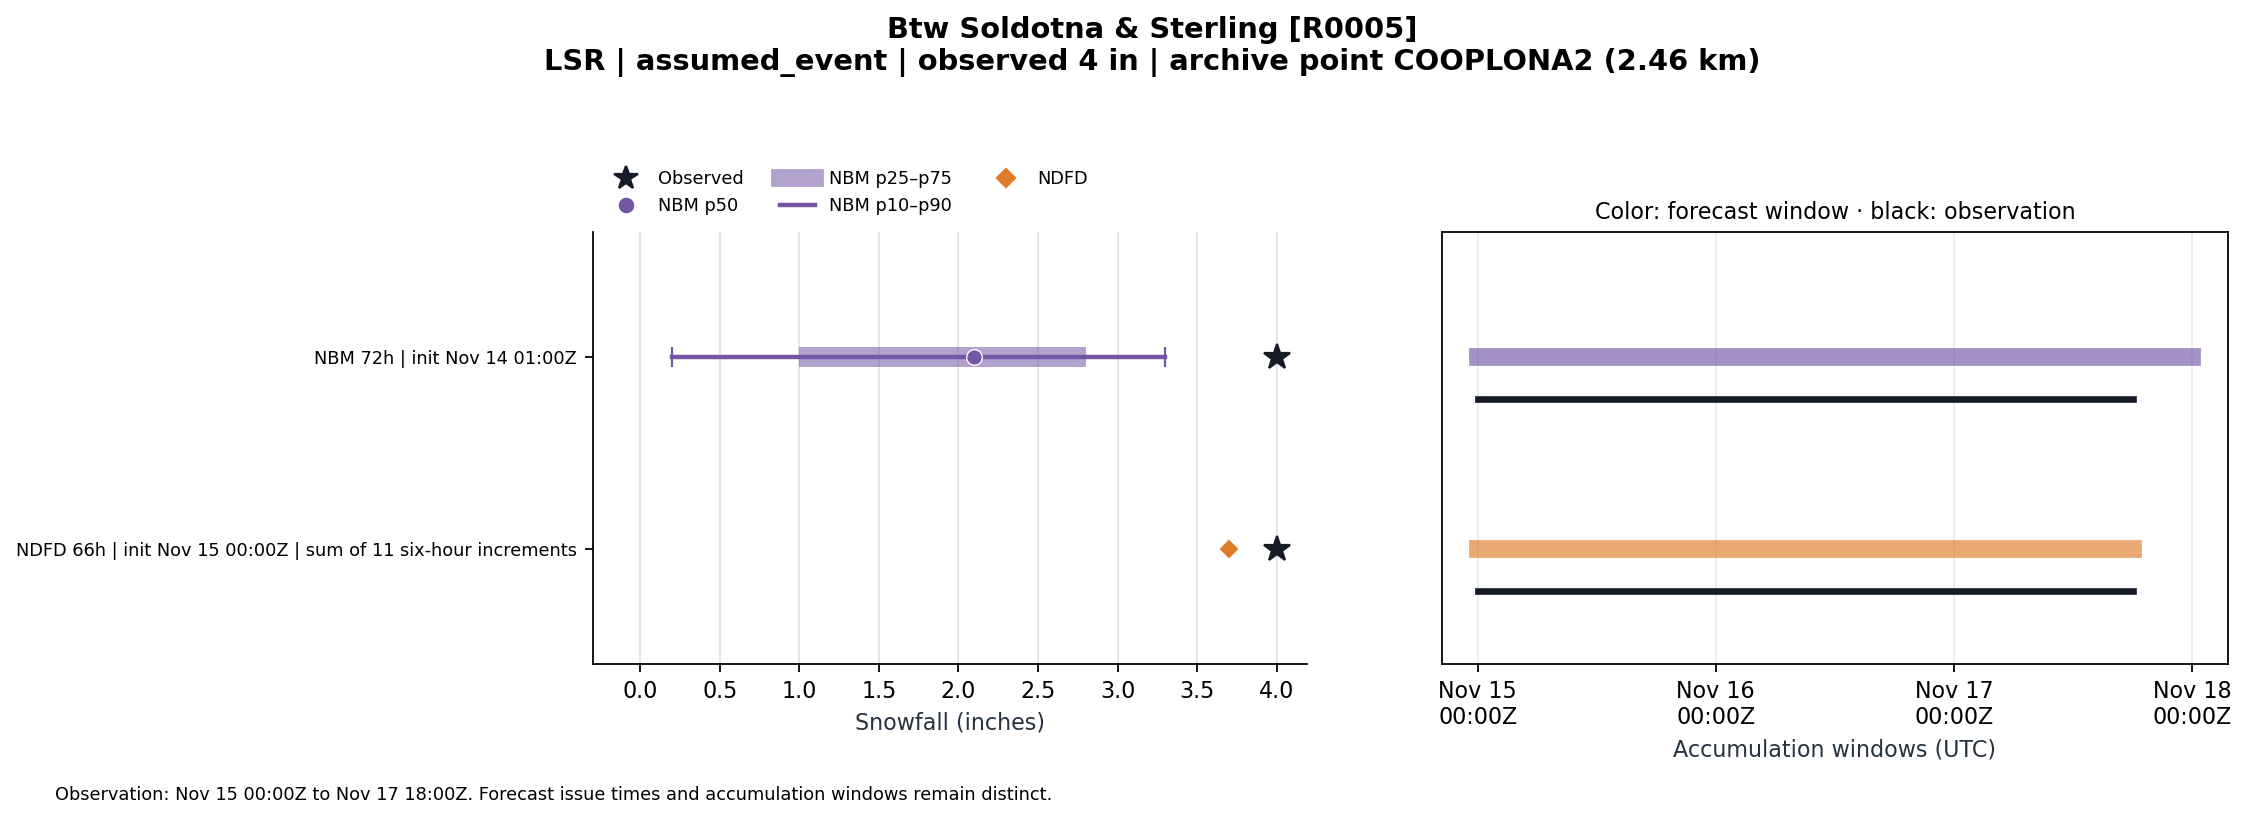 Btw Soldotna & Sterling [R0005]
LSR | assumed_event | observed 4 in | archive point COOPLONA2 (2.46 km)
Observed
NBM p50
NBM p25–p75
NBM p10–p90
NDFD
Color: forecast window · black: observation
NBM 72h | init Nov 14 01:00Z
NDFD 66h | init Nov 15 00:00Z | sum of 11 six-hour increments
0.0 0.5 1.0 1.5 2.0 2.5 3.0 3.5 4.0
Snowfall (inches)
Nov 15 Nov 16 Nov 17 Nov 18
00:00Z 00:00Z 00:00Z 00:00Z
Accumulation windows (UTC)
Observation: Nov 15 00:00Z to Nov 17 18:00Z. Forecast issue times and accumulation windows remain distinct.